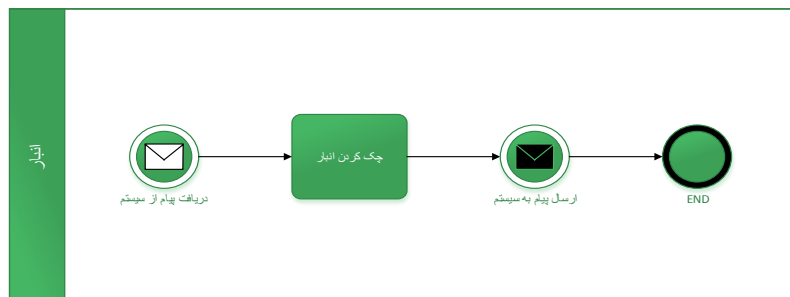 انبار
دریافت پیام از سیستم
چک کردن انبار
ارسال پیام به سیستم
END